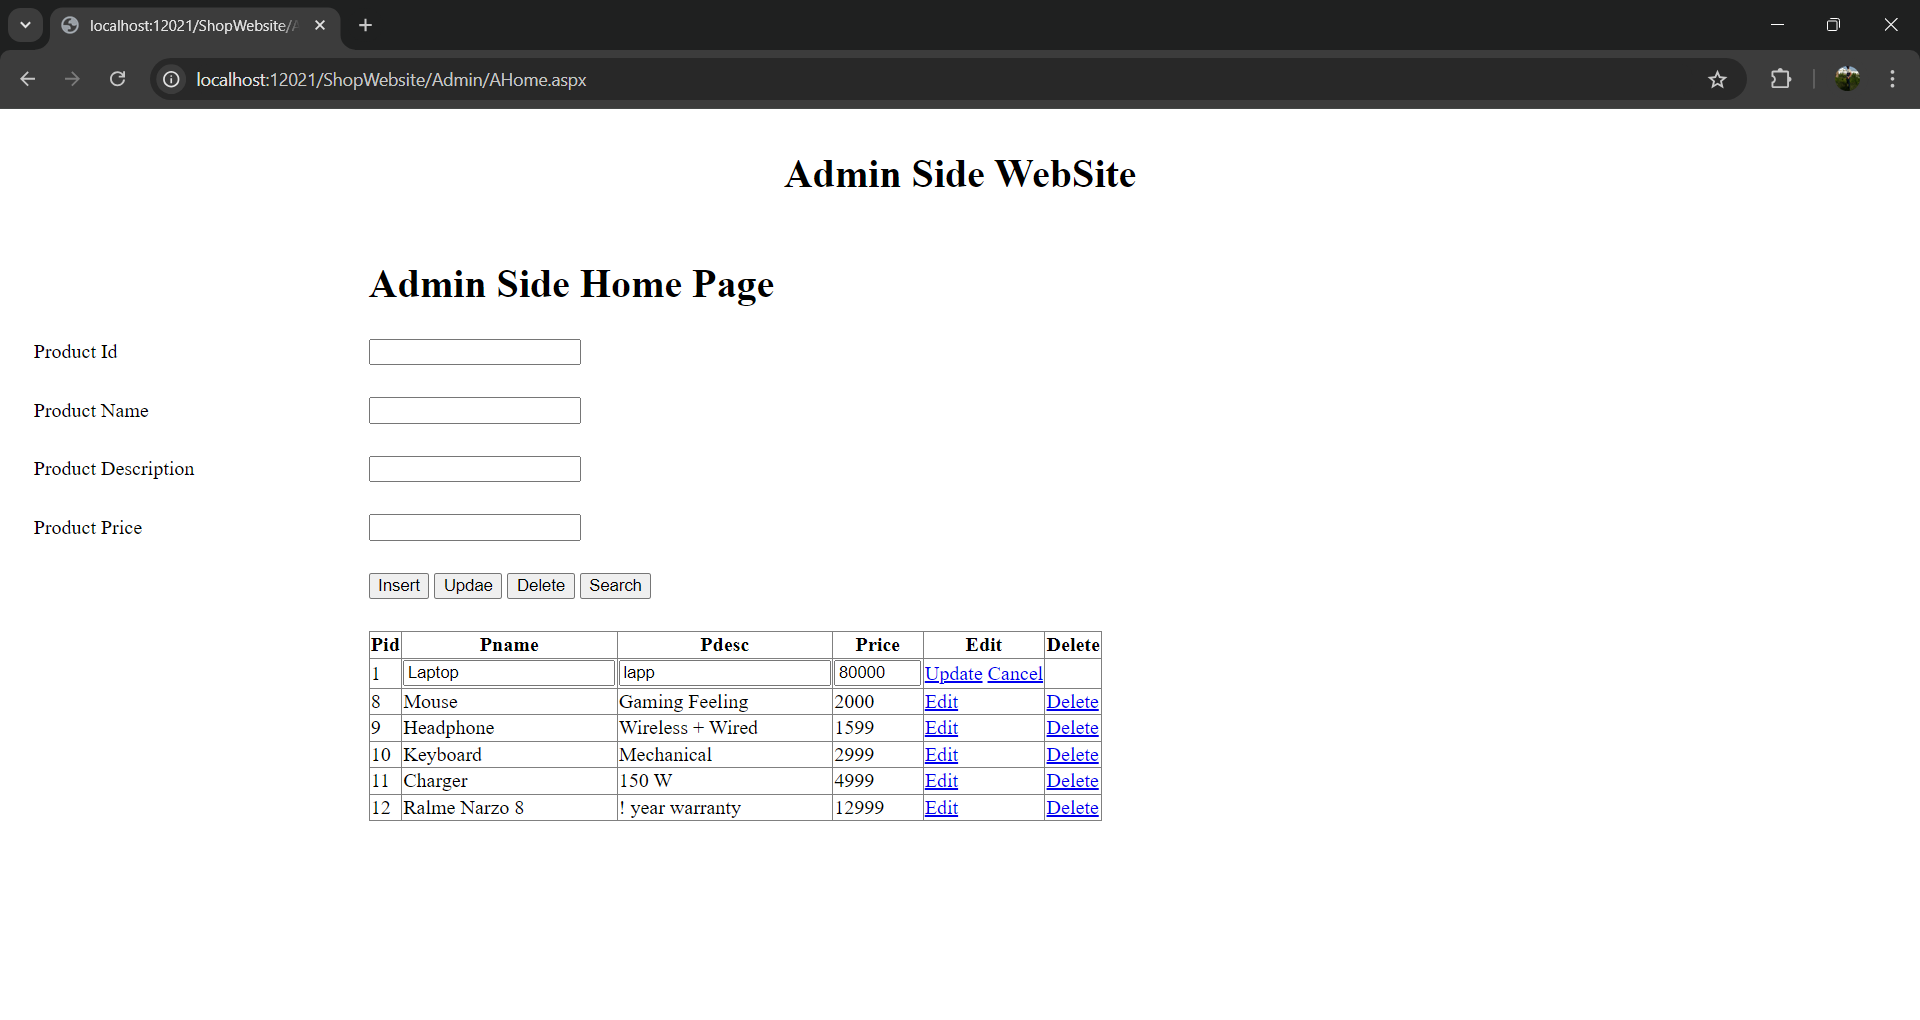 localhost:12021/ShopWebsite/A
localhost:12021/ShopWebsite/Admin/AHome.aspx
Admin Side WebSite
Admin Side Home Page
Product Id
Product Name
Product Description
Product Price
Insert Updae Delete Search
Pid Pname Pdesc Price Edit Delete
1 Laptop lapp 80000 Update Cancel
8 Mouse Gaming Feeling 2000 Edit Delete
9 Headphone Wireless + Wired 1599 Edit Delete
10 Keyboard Mechanical 2999 Edit Delete
11 Charger 150 W 4999 Edit Delete
12 Ralme Narzo 8 ! year warranty 12999 Edit Delete